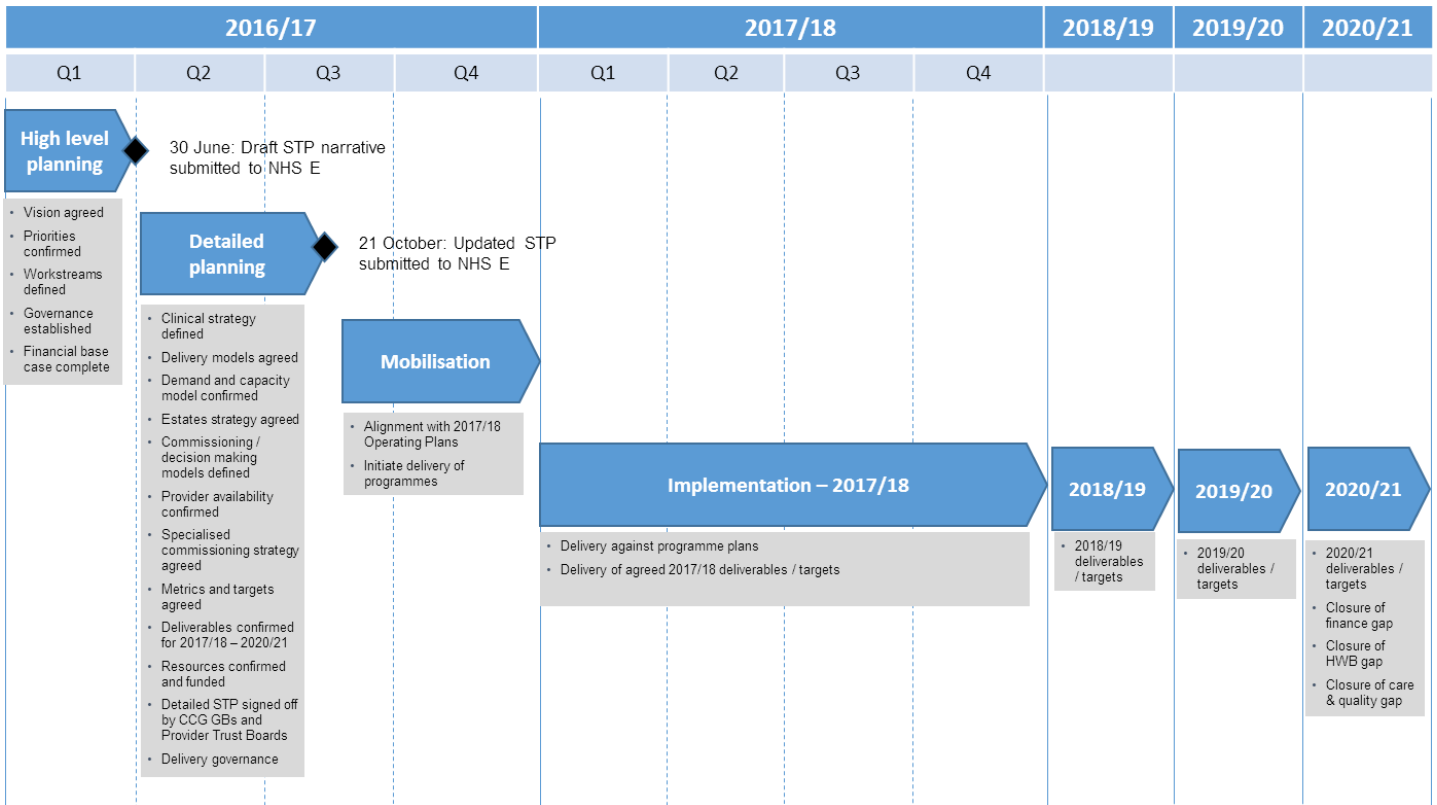 2016/17
2017/18
2018/19
2019/20
2020/21
Q1
Q2
Q3
Q4
Q1
Q2
Q3
Q4
High level
planning
30 June: Draft STP narrative
submitted to NHS E
• Vision agreed
• Priorities
confirmed
• Workstreams
defined
• Governance
established
• Financial base
case complete
Detailed
planning
21 October: Updated STP
submitted to NHS E
• Clinical strategy
defined
• Delivery models agreed
• Demand and capacity
model confirmed
• Estates strategy agreed
• Commissioning /
decision making
models defined
• Provider availability
confirmed
• Specialised
commissioning strategy
agreed
• Metrics and targets
agreed
• Deliverables confirmed
for 2017/18 – 2020/21
• Resources confirmed
and funded
• Detailed STP signed off
by CCG GBs and
Provider Trust Boards
• Delivery governance
Mobilisation
• Alignment with 2017/18
Operating Plans
• Initiate delivery of
programmes
Implementation – 2017/18
• Delivery against programme plans
• Delivery of agreed 2017/18 deliverables / targets
2018/19
• 2018/19
deliverables
/ targets
2019/20
• 2019/20
deliverables /
targets
2020/21
• 2020/21
deliverables /
targets
• Closure of
finance gap
• Closure of
HWB gap
• Closure of care
& quality gap